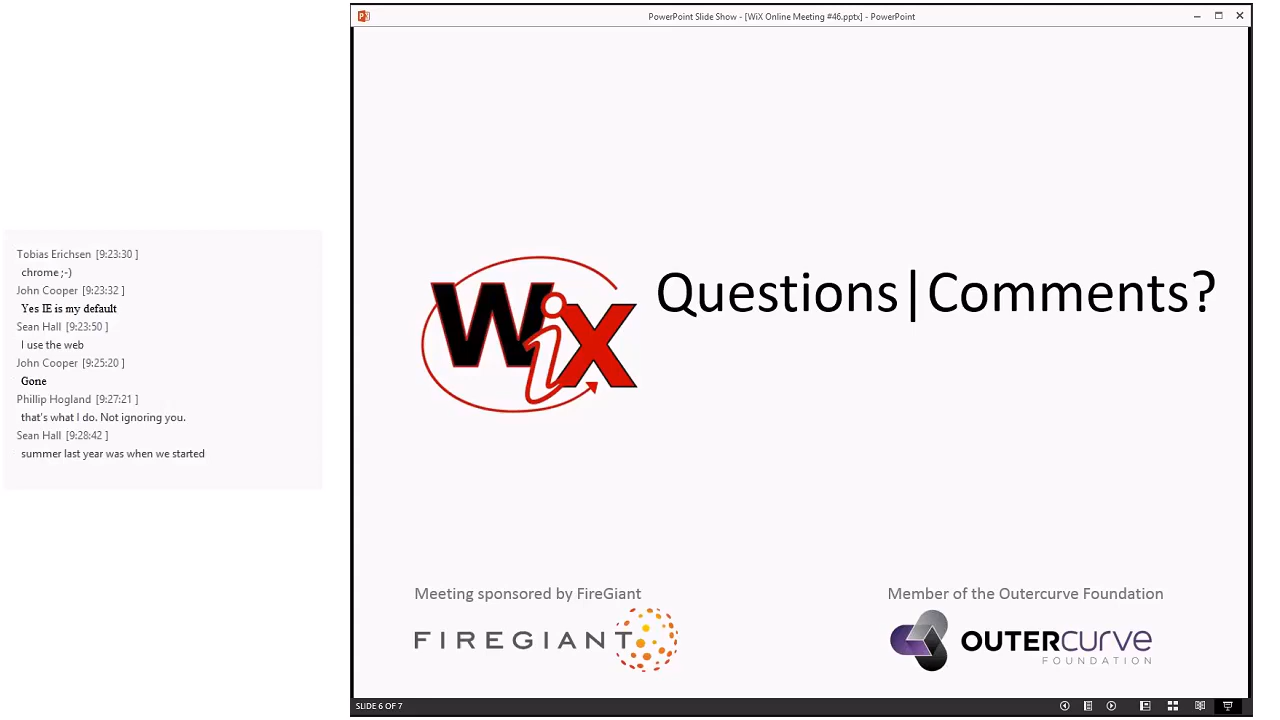 PowerPoint Slide Show - [WiX Online Meeting #46.pptx] - PowerPoint
Tobias Erichsen [9:23:30 ]
chrome ;-)
John Cooper [9:23:32 ]
Yes IE is my default
Sean Hall [9:23:50 ]
I use the web
John Cooper [9:25:20 ]
Gone
Phillip Hogland [9:27:21 ]
that's what I do. Not ignoring you.
Sean Hall [9:28:42 ]
summer last year was when we started
WiX
Questions|Comments?
Meeting sponsored by FireGiant
FIREGIANT
Member of the Outercurve Foundation
OUTERCURVE
FOUNDATION
SLIDE 6 OF 7